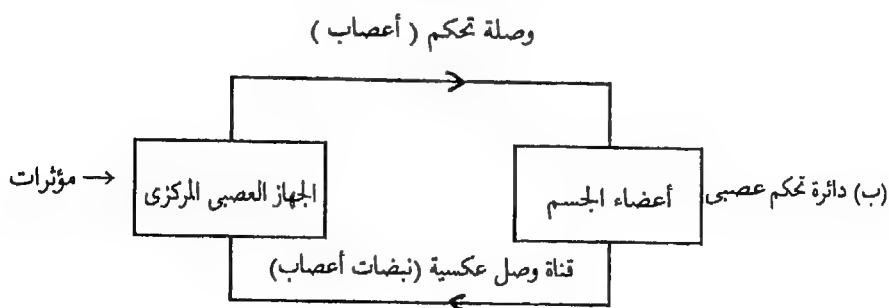 وصلة تحكم ( أعصاب )
(ب) دائرة تحكم عصبى
أعضاء الجسم
الجهاز العصبى المركزى
مؤثرات
قناة وصل عكسية (نبضات أعصاب)